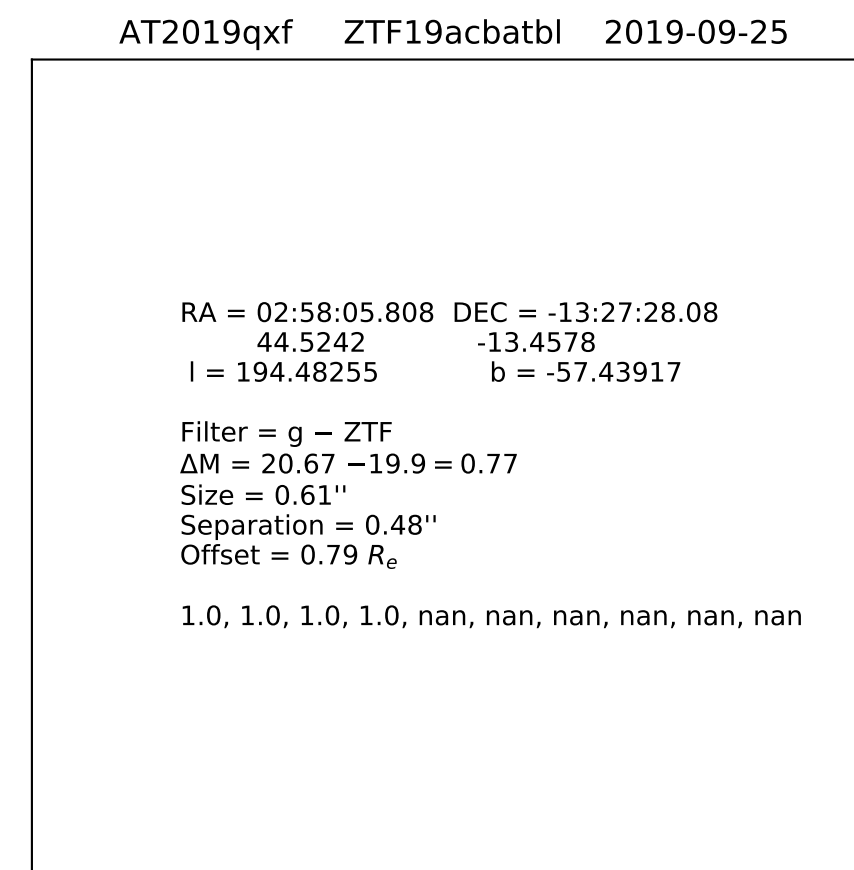 AT2019qxf ZTF19acbatbl 2019-09-25
RA = 02:58:05.808 DEC = -13:27:28.08
44.5242 -13.4578
l = 194.48255 b = -57.43917
Filter = g − ZTF
ΔM = 20.67 −19.9 = 0.77
Size = 0.61''
Separation = 0.48''
Offset = 0.79 Re
1.0, 1.0, 1.0, 1.0, nan, nan, nan, nan, nan, nan